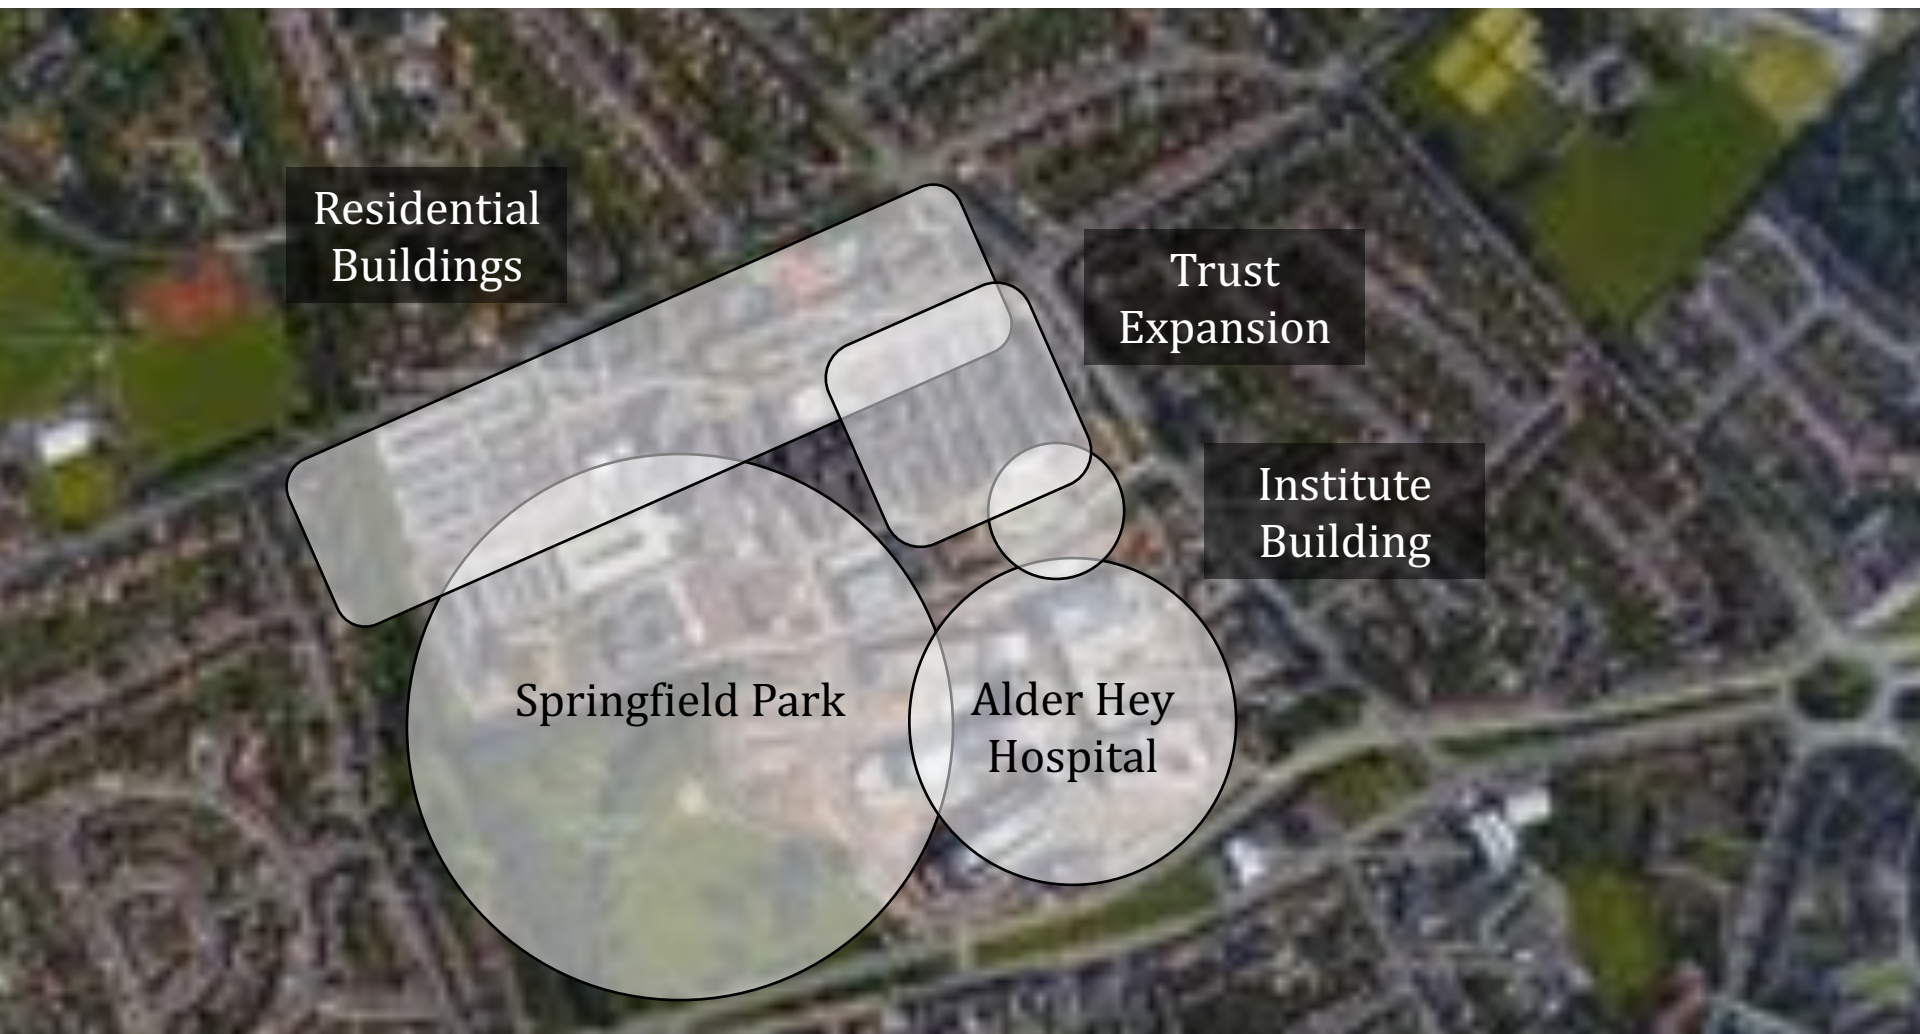 Residential
Buildings
Trust
Expansion
Institute
Building
Springfield Park
Alder Hey
Hospital